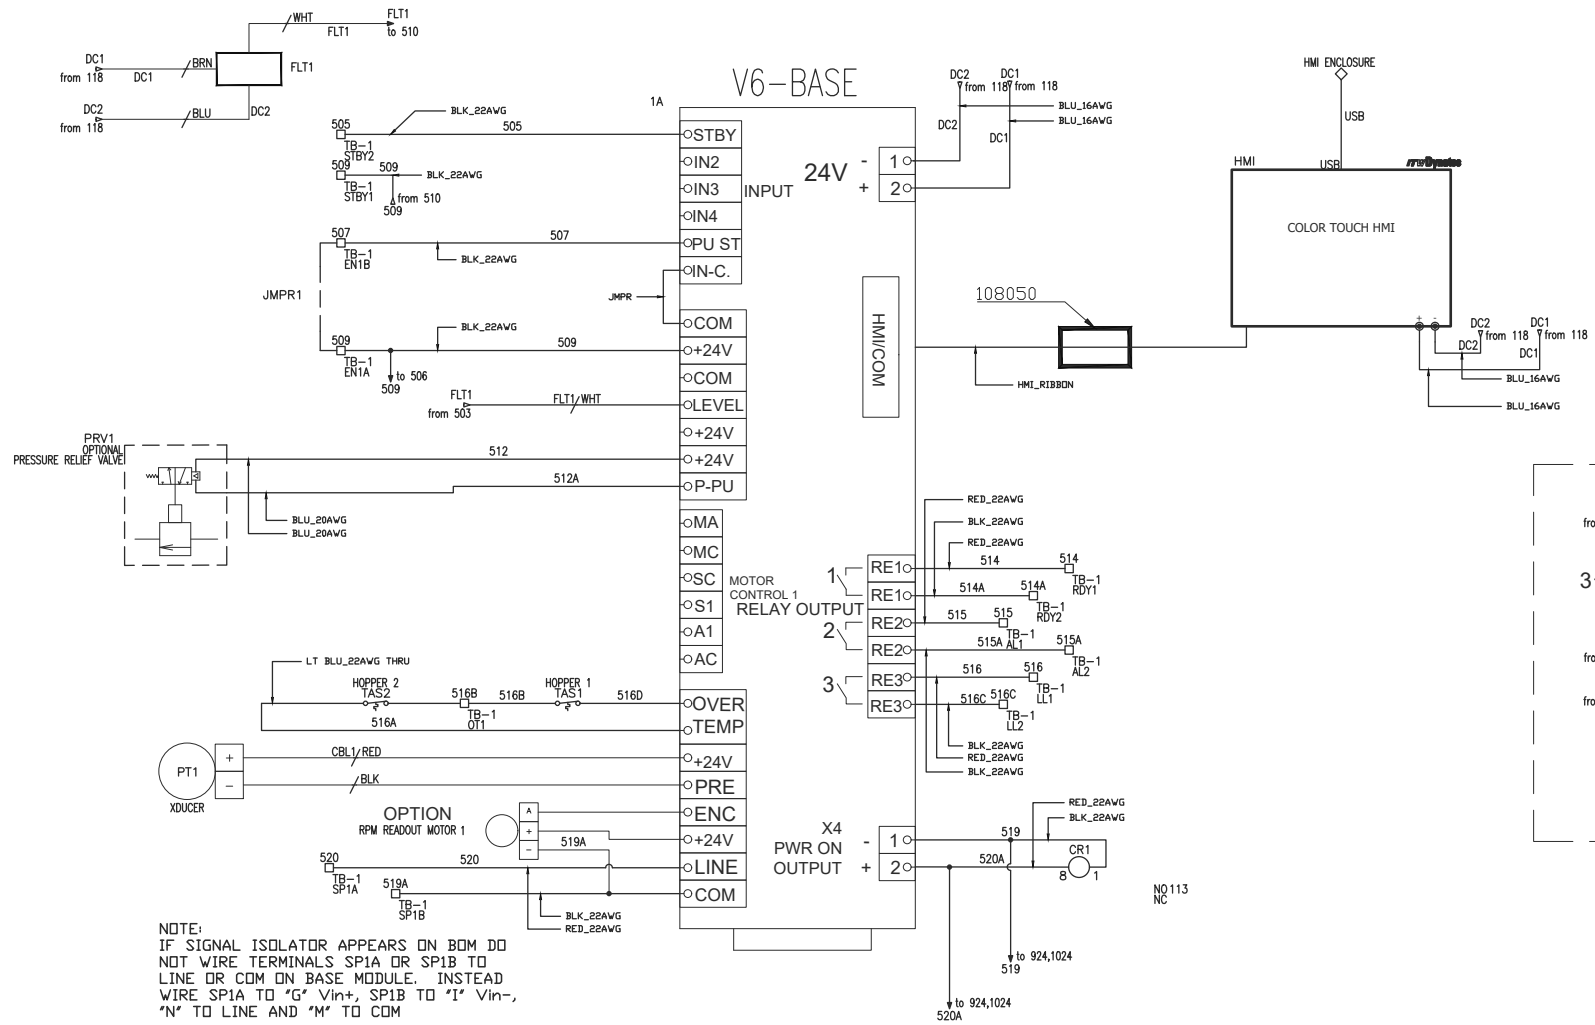 WHT
FLT1
FLT1
to 510
DC1
from 118
DC1
BRN
FLT1
DC2
from 118
BLU
DC2
V6-BASE
1A
505
TB-1
STBY2
505
BLK_22AWG
509
TB-1
STBY1
509
BLK_22AWG
from 510
509
507
TB-1
EN1B
507
BLK_22AWG
JMPR1
JMPR
509
TB-1
EN1A
BLK_22AWG
509
to 506
509
FLT1
from 503
FLT1/WHT
PRV1
OPTIONAL
PRESSURE RELIEF VALVE
512
512A
BLU_20AWG
BLU_20AWG
STBY
IN2
IN3
IN4
PU ST
IN-C.
INPUT
COM
+24V
COM
LEVEL
+24V
+24V
P-PU
MA
MC
SC
S1
A1
AC
MOTOR
CONTROL 1
RELAY OUTPUT
OVER
TEMP
+24V
PRE
ENC
+24V
LINE
COM
24V
-
1
+
2
DC2
from 118
DC1
from 118
DC2
DC1
BLU_16AWG
BLU_16AWG
HMI/COM
108050
HMI_RIBBON
HMI ENCLOSURE
USB
HMI
USB
ITW Dynatec
COLOR TOUCH HMI
+
-
DC2
from 118
DC1
from 118
DC2
DC1
BLU_16AWG
BLU_16AWG
RED_22AWG
BLK_22AWG
RED_22AWG
1
RE1
514
514
TB-1
RDY1
RE1
514A
514A
TB-1
RDY2
2
RE2
515
515
TB-1
AL1
RE2
515A
515A
TB-1
AL2
3
RE3
516
516
TB-1
LL1
RE3
516C
516C
TB-1
LL2
BLK_22AWG
RED_22AWG
BLK_22AWG
LT BLU_22AWG THRU
HOPPER 2
TAS2
516B
TB-1
OT1
516B
HOPPER 1
TAS1
516D
516A
PT1
+
-
XDUCER
CBL1/RED
BLK
OPTION
RPM READOUT MOTOR 1
A
+
-
519A
520
TB-1
SP1A
520
519A
TB-1
SP1B
BLK_22AWG
RED_22AWG
X4
PWR ON
OUTPUT
-
1
+
2
519
520A
RED_22AWG
BLK_22AWG
CR1
8
1
NO 113
NC
to 924,1024
519
to 924,1024
520A
fro
3
fro
fro
NOTE:
IF SIGNAL ISOLATOR APPEARS ON BOM DO
NOT WIRE TERMINALS SP1A OR SP1B TO
LINE OR COM ON BASE MODULE. INSTEAD
WIRE SP1A TO "G" Vin+, SP1B TO "I" Vin-,
"N" TO LINE AND "M" TO COM